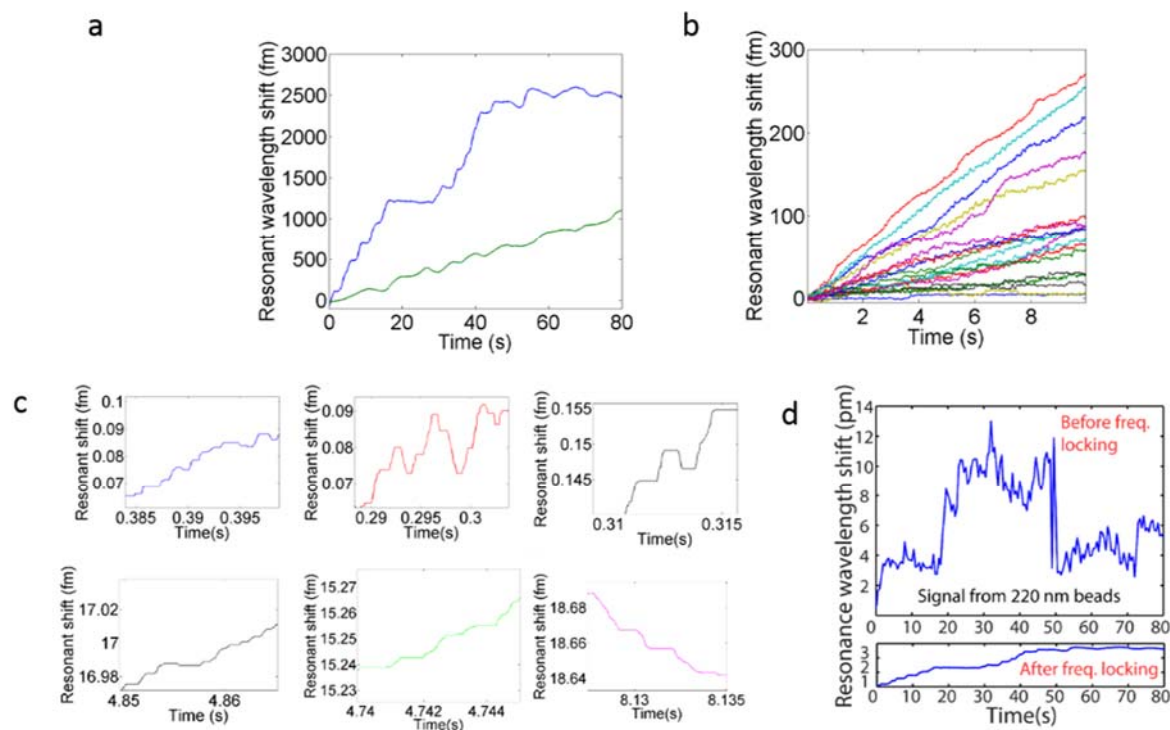 a
Resonant wavelength shift (fm)
3000
2500
2000
1500
1000
500
0
0 20 40 60 80
Time (s)
b
Resonant wavelength shift (fm)
300
200
100
0
2 4 6 8
Time (s)
c
Resonant shift (fm)
0.1
0.09
0.08
0.07
0.385 0.39 0.395
Time(s)
Resonant shift (fm)
0.09
0.08
0.07
0.29 0.295 0.3
Time(s)
Resonant shift (fm)
0.155
0.15
0.145
0.31 0.315
Time(s)
Resonant shift (fm)
17.02
17
16.98
4.85 4.86
Time (s)
Resonant shift (fm)
15.27
15.26
15.25
15.24
15.23
4.74 4.742 4.744
Time(s)
Resonant shift (fm)
18.68
18.66
18.64
8.13 8.135
Time (s)
d
Resonance wavelength shift (pm)
14
12
10
8
6
4
2
Before freq.
locking
Signal from 220 nm beads
0 10 20 30 40 50 60 70 80
3
2
1
After freq. locking
0 10 20 30 40 50 60 70 80
Time(s)